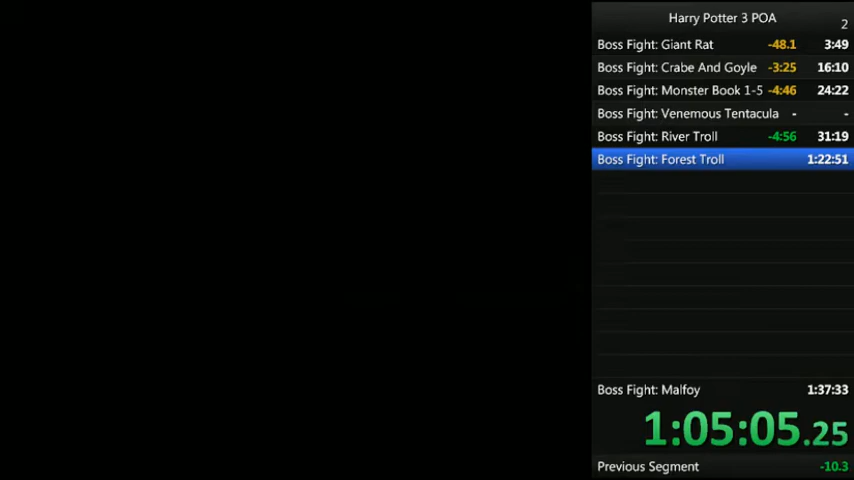 Harry Potter 3 POA
2
Boss Fight: Giant Rat -48.1 3:49
Boss Fight: Crabe And Goyle -3:25 16:10
Boss Fight: Monster Book 1-5 -4:46 24:22
Boss Fight: Venemous Tentacula - -
Boss Fight: River Troll -4:56 31:19
Boss Fight: Forest Troll 1:22:51
Boss Fight: Malfoy 1:37:33
1:05:05.25
Previous Segment -10.3